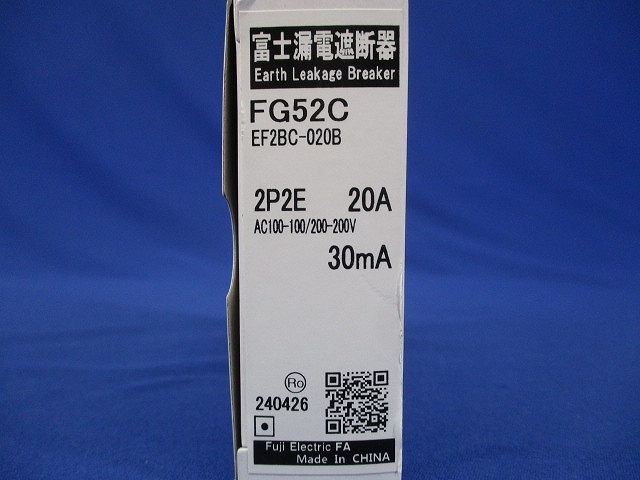 富士漏電遮断器
Earth Leakage Breaker
FG52C
EF2BC-020B
2P2E 20A
AC100-100/200-200V
30mA
Ro
240426
Fuji Electric FA
Made In CHINA